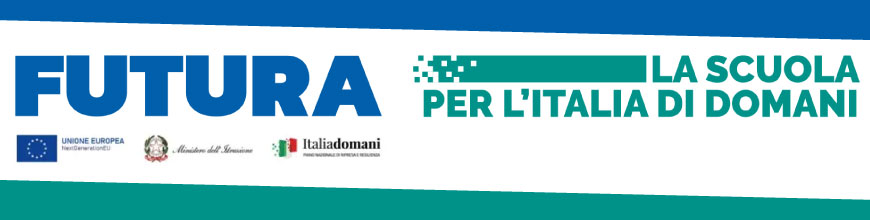 FUTURA
LA SCUOLA
PER L'ITALIA DI DOMANI
UNIONE EUROPEA
NextGenerationEU
Ministero dell'Istruzione
Italiadomani
PIANO NAZIONALE DI RIPRESA E RESILIENZA